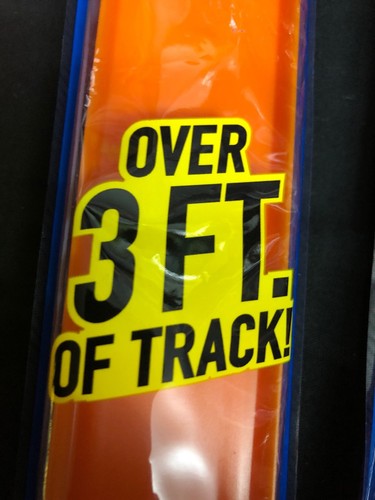 OVER
3 FT.
OF TRACK!